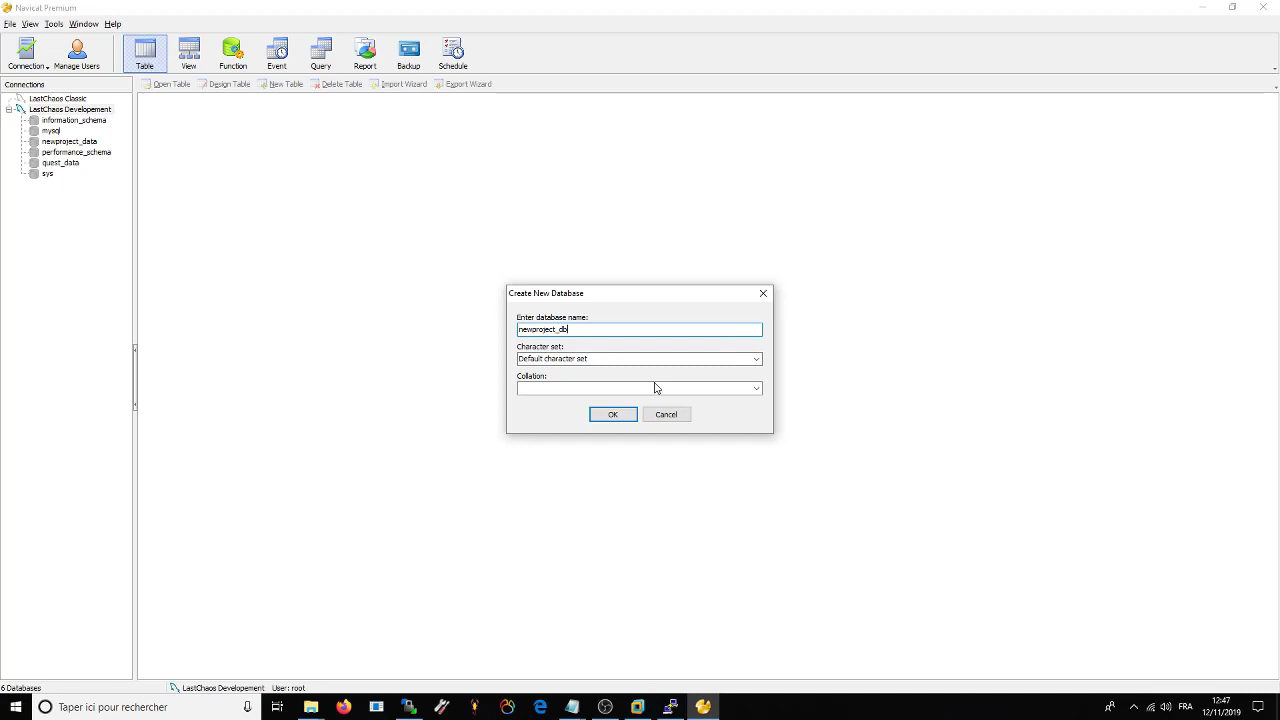 Navicat Premium
File View Tools Window Help
Connection Manage Users Table View Function Event Query Report Backup Schedule
Connections
Open Table Design Table New Table Delete Table Import Wizard Export Wizard
LastChaos Classic
LastChaos Developement
information_schema
mysql
newproject_data
performance_schema
quest_data
sys
Create New Database
Enter database name:
newproject_db
Character set:
Default character set
Collation:
OK Cancel
6 Databases LastChaos Developement User: root
Taper ici pour rechercher FRA 12:47
12/11/2019